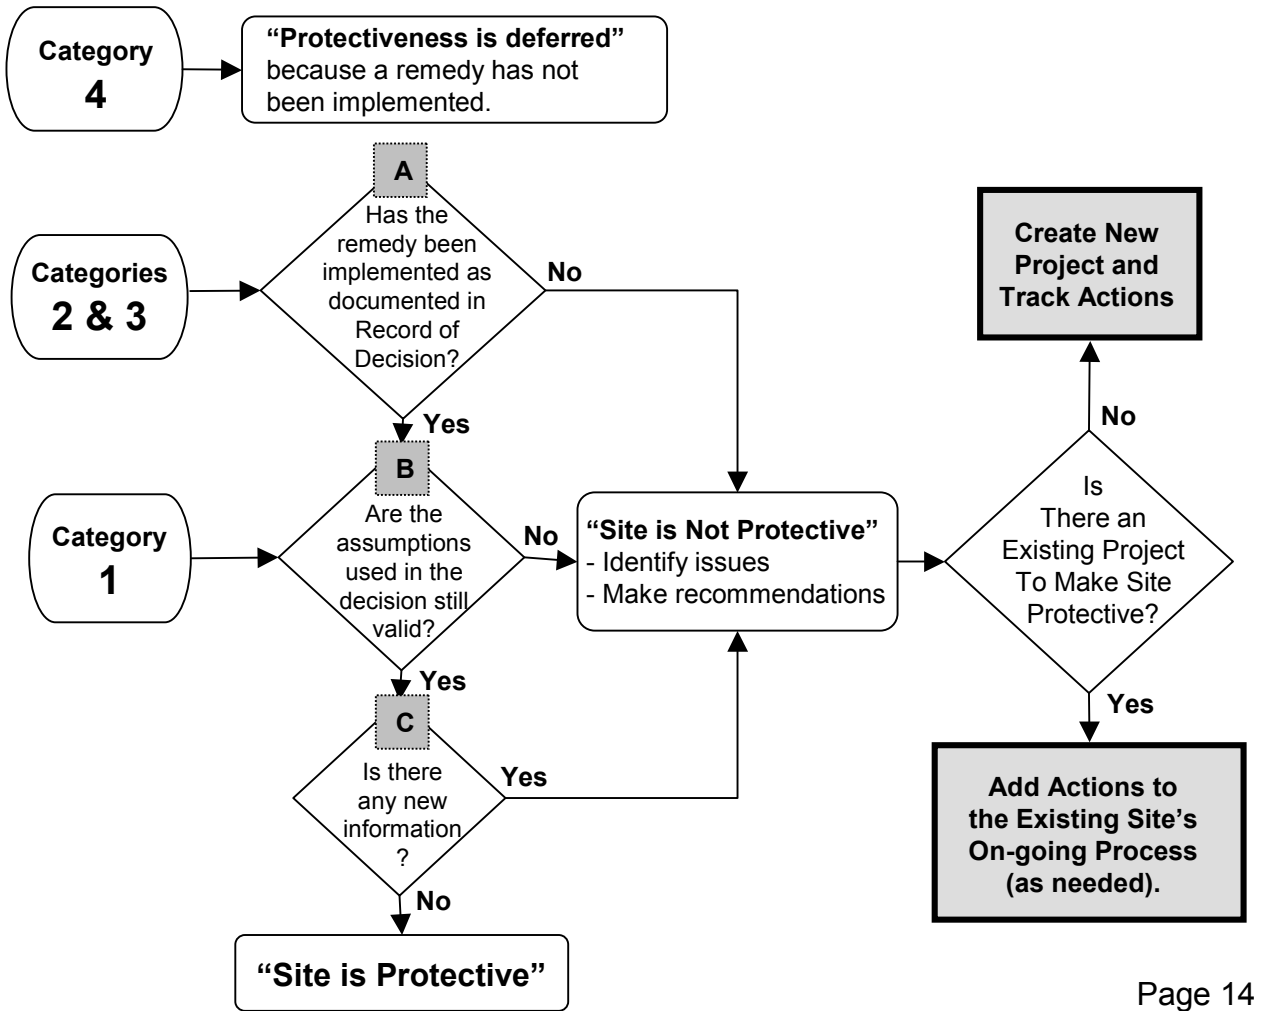 Category
4
“Protectiveness is deferred”
because a remedy has not
been implemented.
A
Has the
remedy been
implemented as
documented in
Record of
Decision?
No
Categories
2 & 3
Yes
B
Are the
assumptions
used in the
decision still
valid?
No
Category
1
Yes
C
Is there
any new
information
?
Yes
No
“Site is Protective”
“Site is Not Protective”
- Identify issues
- Make recommendations
Create New
Project and
Track Actions
No
Is
There an
Existing Project
To Make Site
Protective?
Yes
Add Actions to
the Existing Site’s
On-going Process
(as needed).
Page 14